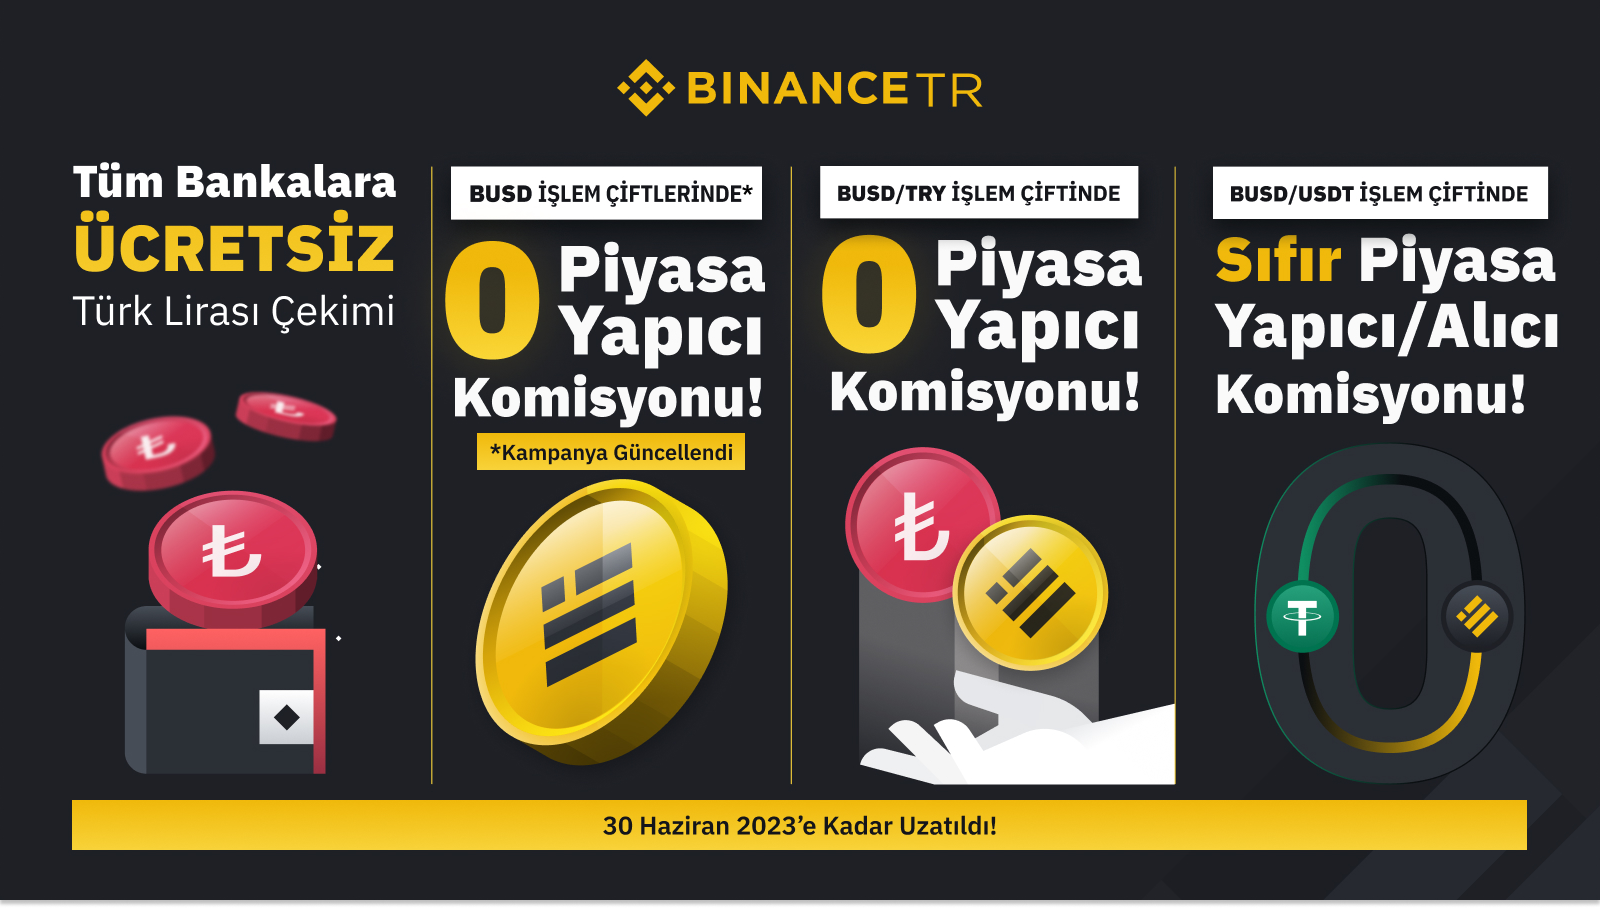 BINANCE TR
Tüm Bankalara
ÜCRETSİZ
Türk Lirası Çekimi
BUSD İŞLEM ÇİFTLERİNDE*
0 Piyasa
Yapıcı
Komisyonu!
*Kampanya Güncellendi
BUSD/TRY İŞLEM ÇİFTİNDE
0 Piyasa
Yapıcı
Komisyonu!
BUSD/USDT İŞLEM ÇİFTİNDE
Sıfır Piyasa
Yapıcı/Alıcı
Komisyonu!
30 Haziran 2023’e Kadar Uzatıldı!